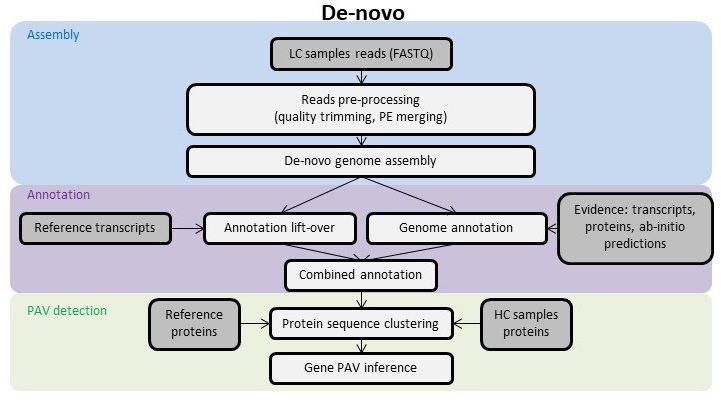 De-novo
Assembly
LC samples reads (FASTQ)
Reads pre-processing
(quality trimming, PE merging)
De-novo genome assembly
Annotation
Reference transcripts
Annotation lift-over
Genome annotation
Evidence: transcripts,
proteins, ab-initio
predictions
Combined annotation
PAV detection
Reference
proteins
Protein sequence clustering
HC samples
proteins
Gene PAV inference